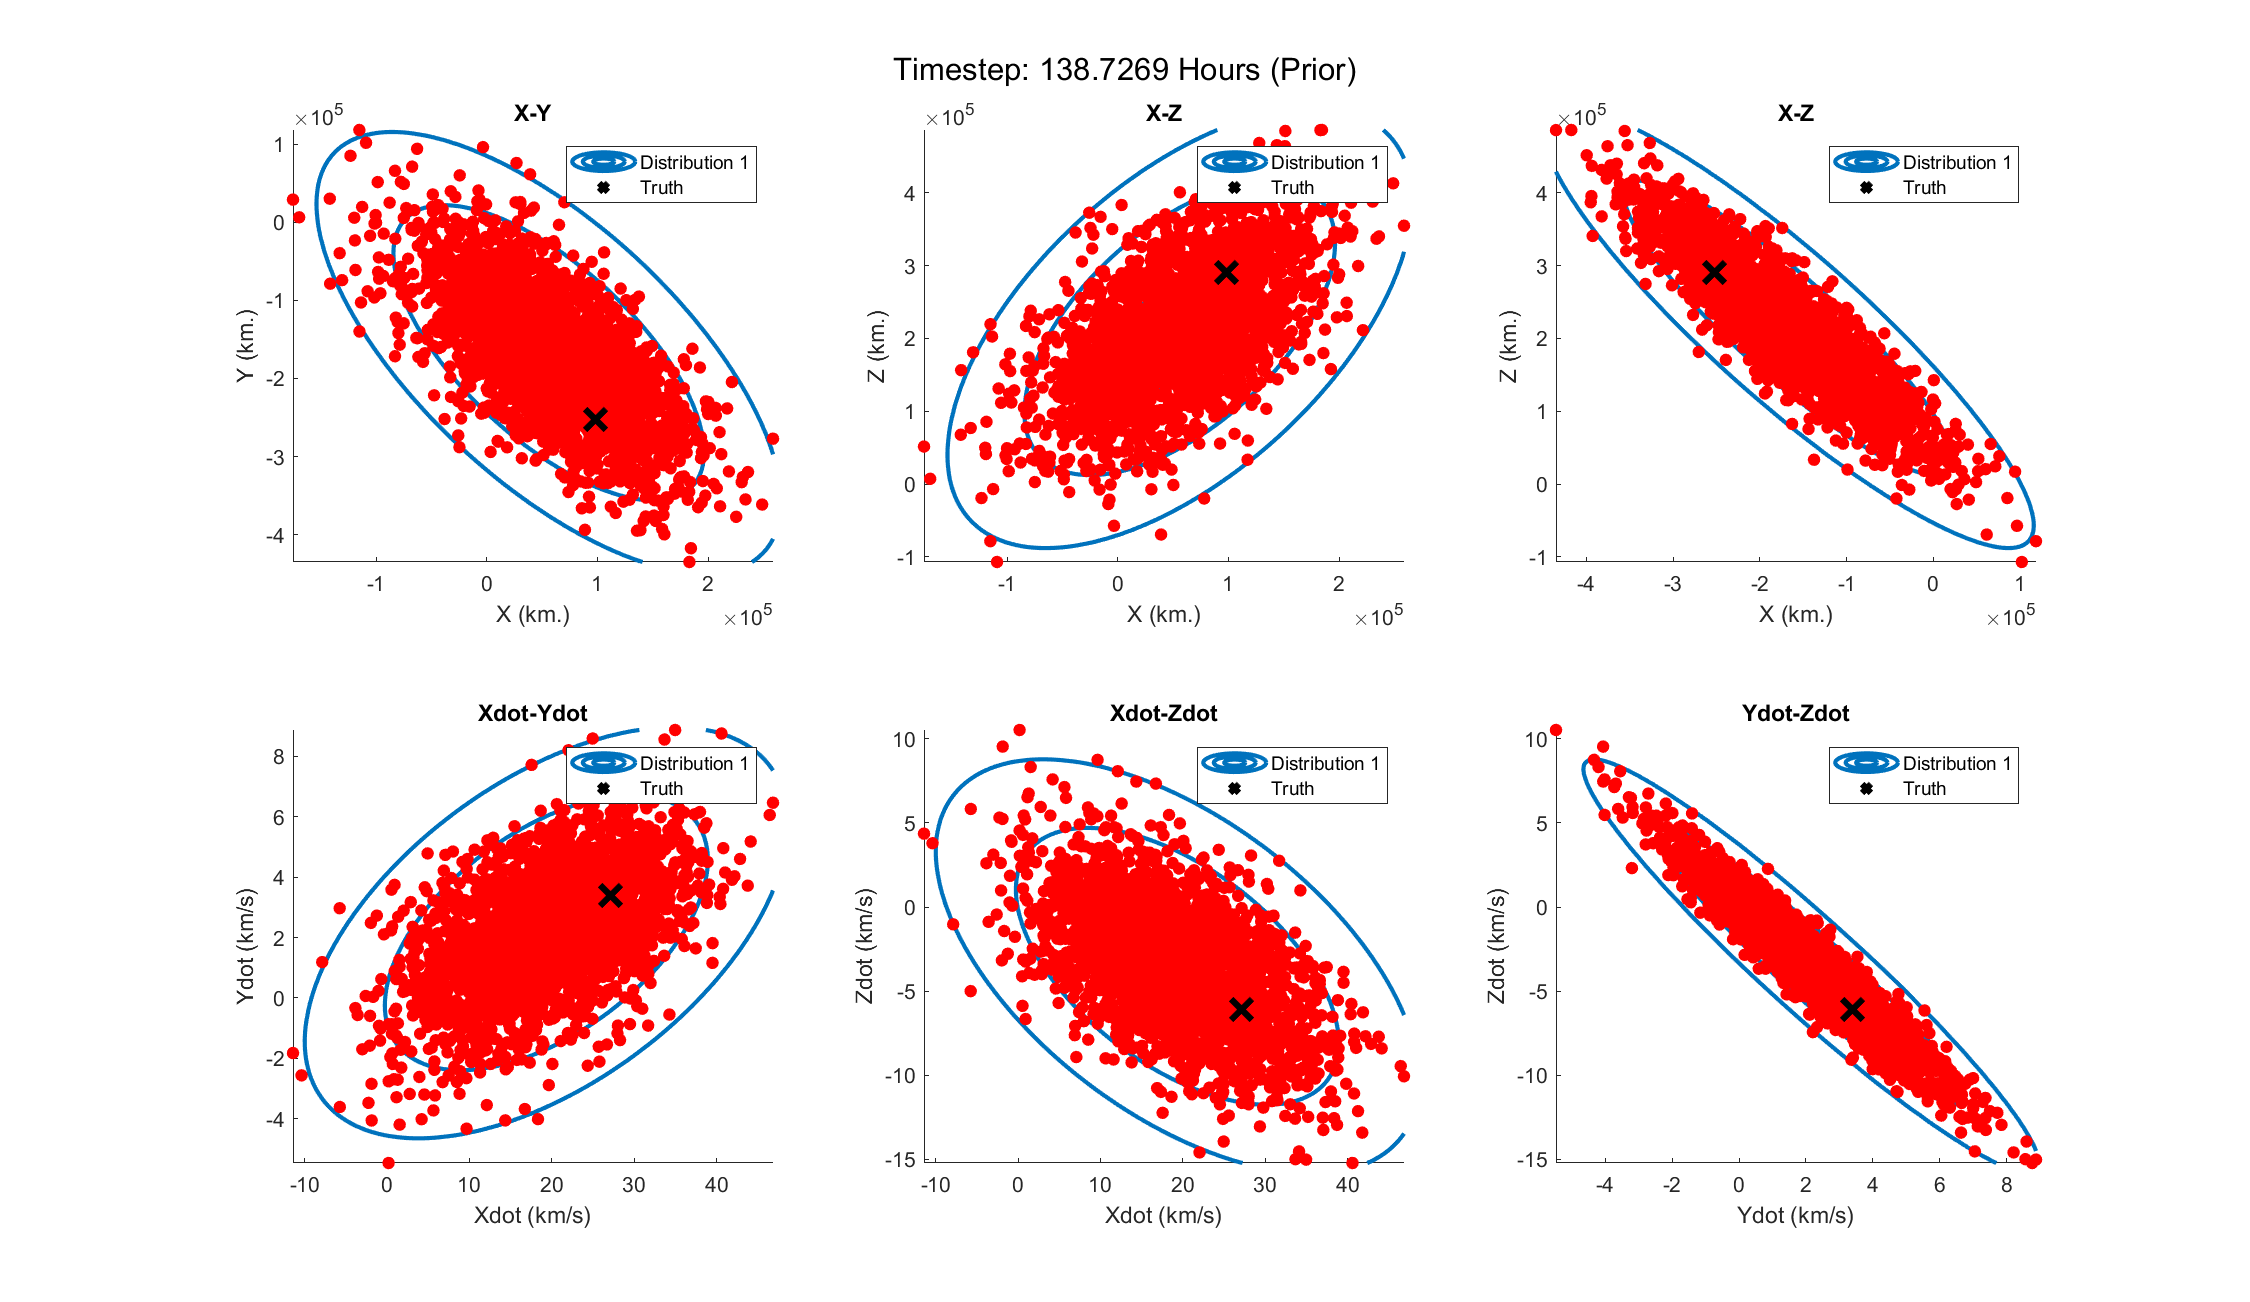 Timestep: 138.7269 Hours (Prior)
X-Y
×10^5
Distribution 1
Truth
1
0
-1
-2
-3
-4
Y (km.)
-1 0 1 2
X (km.)
×10^5
X-Z
×10^5
Distribution 1
Truth
4
3
2
1
0
-1
Z (km.)
-1 0 1 2
X (km.)
×10^5
X-Z
×10^5
Distribution 1
Truth
4
3
2
1
0
-1
Z (km.)
-4 -3 -2 -1 0 1
X (km.)
×10^5
Xdot-Ydot
Distribution 1
Truth
8
6
4
2
0
-2
-4
Ydot (km/s)
-10 0 10 20 30 40
Xdot (km/s)
Xdot-Zdot
Distribution 1
Truth
10
5
0
-5
-10
-15
Zdot (km/s)
-10 0 10 20 30 40
Xdot (km/s)
Ydot-Zdot
Distribution 1
Truth
10
5
0
-5
-10
-15
Zdot (km/s)
-4 -2 0 2 4 6 8
Ydot (km/s)